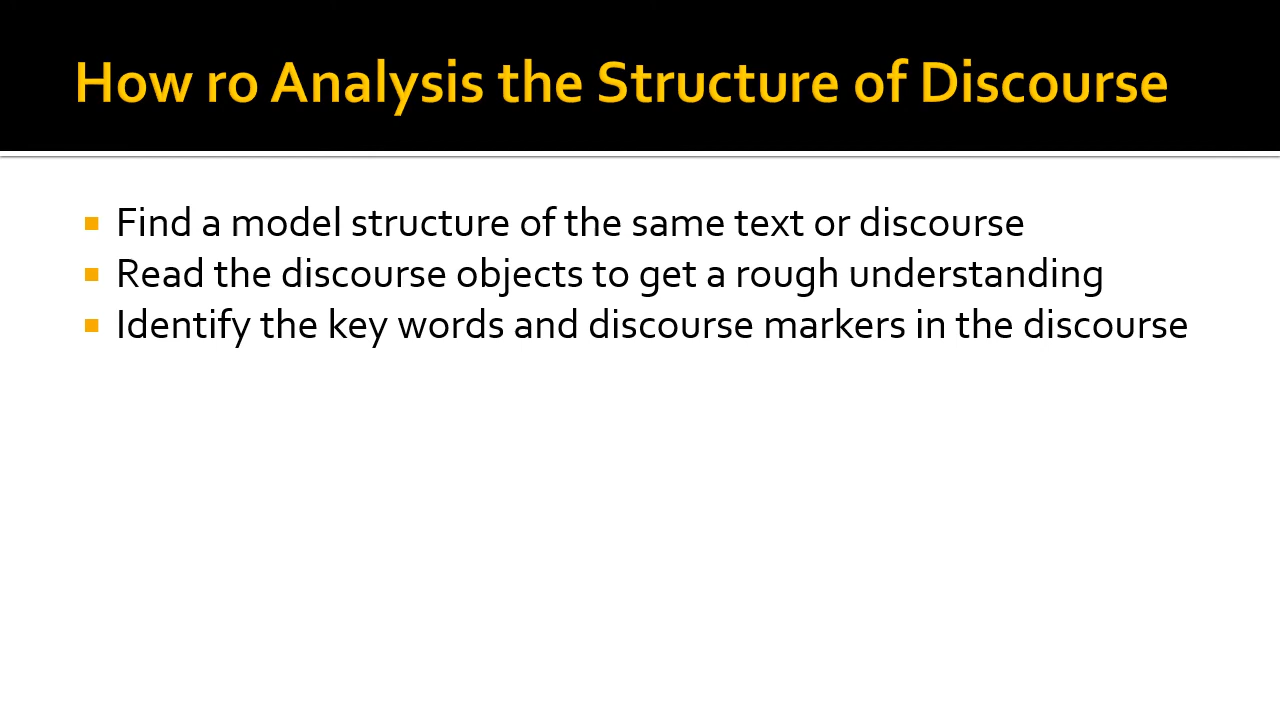 How ro Analysis the Structure of Discourse
Find a model structure of the same text or discourse
Read the discourse objects to get a rough understanding
Identify the key words and discourse markers in the discourse